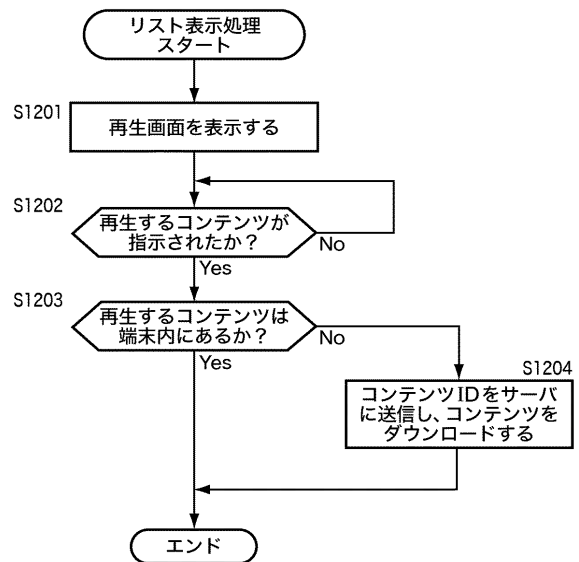 リスト表示処理
スタート
S1201
再生画面を表示する
S1202
再生するコンテンツが
指示されたか？
No
Yes
S1203
再生するコンテンツは
端末内にあるか？
No
Yes
S1204
コンテンツIDをサーバ
に送信し、コンテンツを
ダウンロードする
エンド